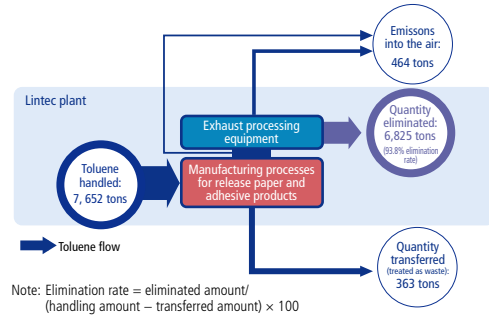 Emissons
into the air:
464 tons
Lintec plant
Exhaust processing
equipment
Quantity
eliminated:
6,825 tons
(93.8% elimination
rate)
Toluene
handled:
7, 652 tons
Manufacturing processes
for release paper and
adhesive products
Toluene flow
Quantity
transferred
(treated as waste):
363 tons
Note: Elimination rate = eliminated amount/
(handling amount − transferred amount) × 100